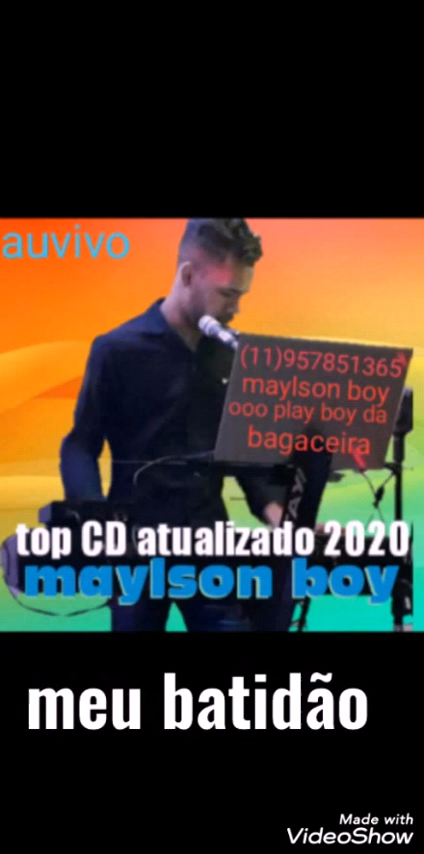 auvivo
(11)957851365
maylson boy
ooo play boy da
bagaceira
top CD atualizado 2020
maylson boy
meu batidão
Made with
VideoShow